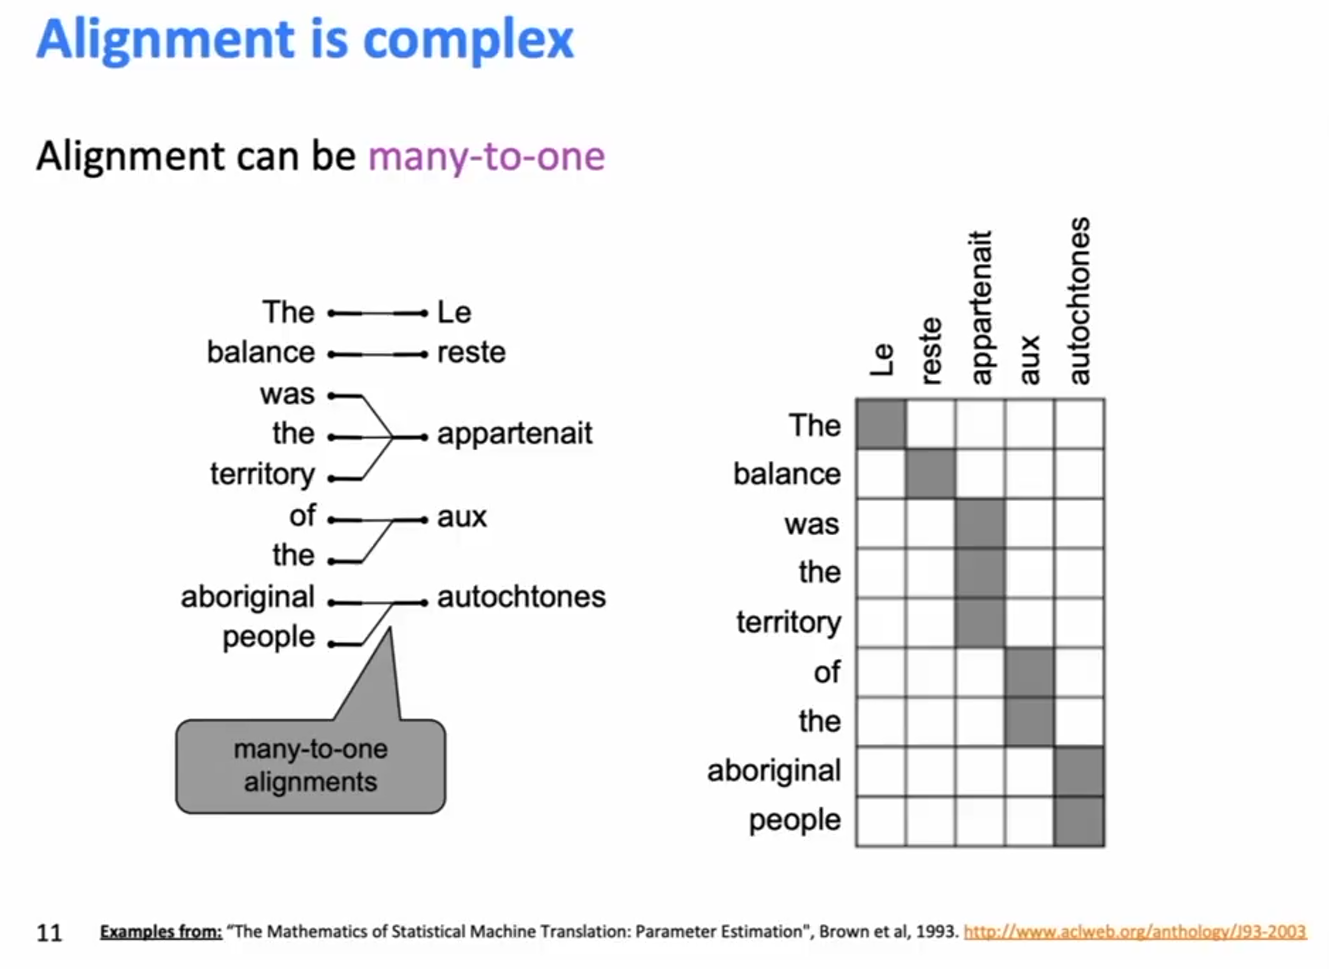 Alignment is complex
Alignment can be many-to-one
The Le
balance reste
was
the appartenait
territory
of aux
the
aboriginal autochtones
people
many-to-one
alignments
Le reste appartenait aux autochtones
The
balance
was
the
territory
of
the
aboriginal
people
11 Examples from: “The Mathematics of Statistical Machine Translation: Parameter Estimation", Brown et al, 1993. http://www.aclweb.org/anthology/J93-2003